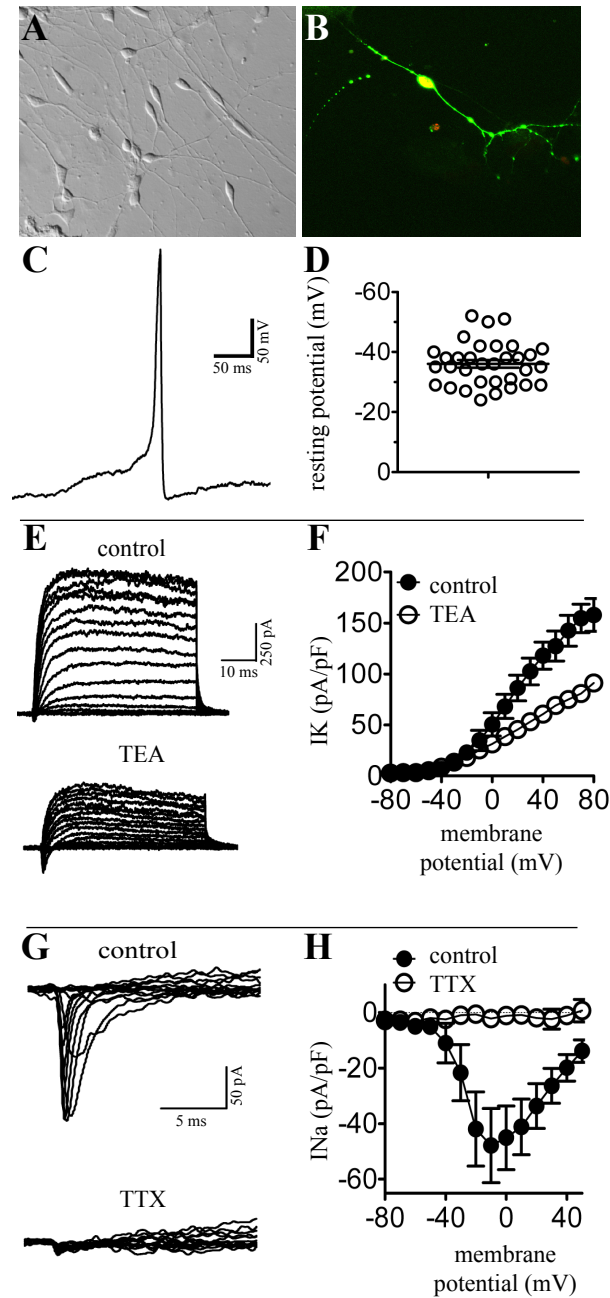 A
B
C
50 ms
50 mV
D
resting potential (mV)
-60
-40
-20
0
E
control
10 ms
250 pA
TEA
F
control
TEA
IK (pA/pF)
200
150
100
50
0
-80 -40 0 40 80
membrane
potential (mV)
G
control
5 ms
50 pA
TTX
H
control
TTX
INa (pA/pF)
0
-20
-40
-60
-80 -40 0 40
membrane
potential (mV)